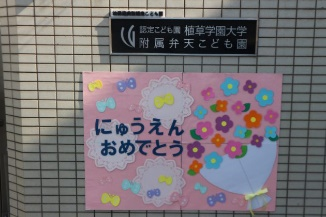 認定こども園 植草学園大学
附属弁天こども園
にゅうえん
おめでとう